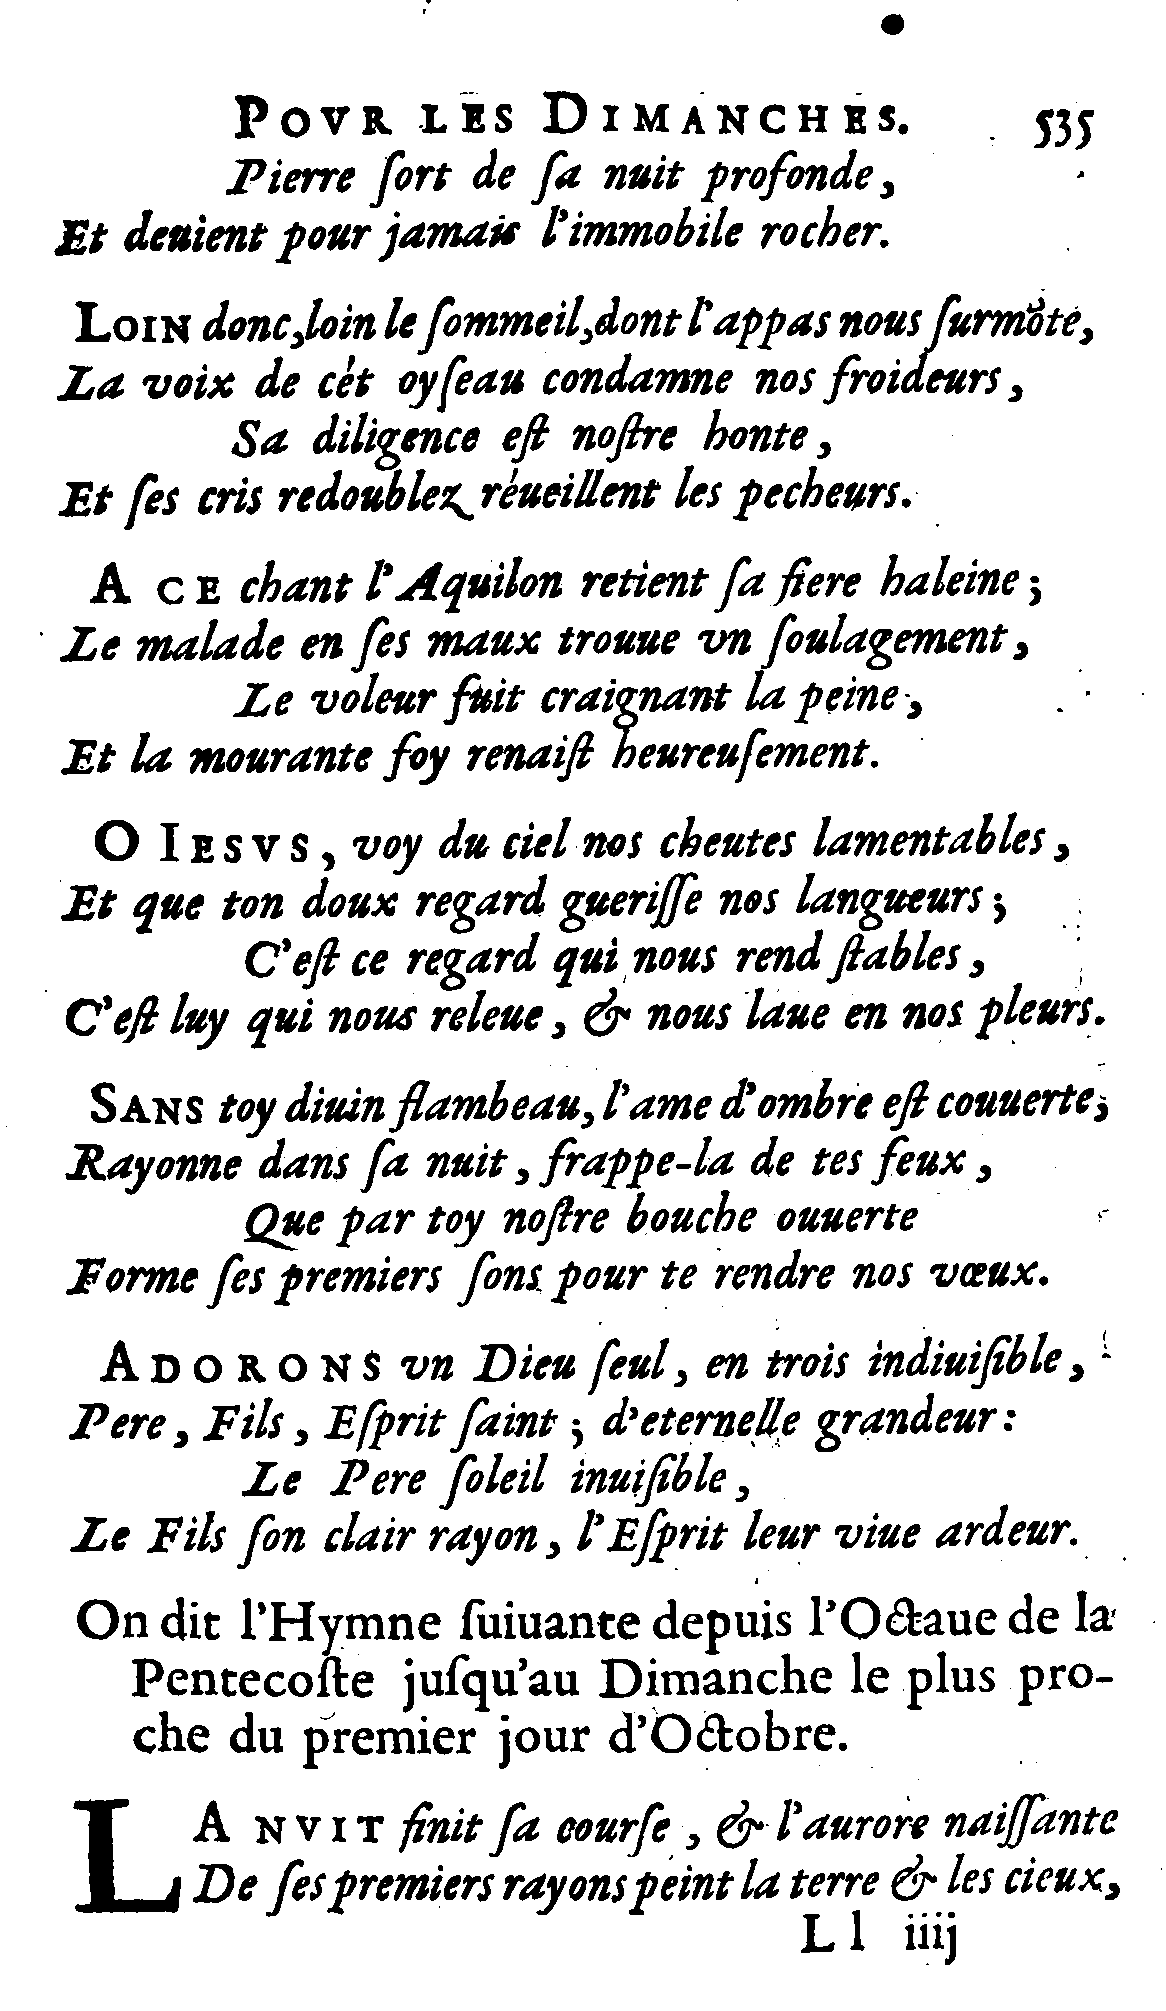 POVR LES DIMANCHES. 535
Pierre ſort de ſa nuit profonde,
Et deuient pour jamais l'immobile rocher.
LOIN donc, loin le ſommeil, dont l'appas nous ſurmõte,
La voix de cét oyſeau condamne nos froideurs,
Sa diligence eſt noſtre honte,
Et ſes cris redoublez réueillent les pecheurs.
A CE chant l'Aquilon retient ſa fiere haleine;
Le malade en ſes maux trouue vn ſoulagement,
Le voleur fuit craignant la peine,
Et la mourante foy renaiſt heureuſement.
O IESVS, voy du ciel nos cheutes lamentables,
Et que ton doux regard gueriſſe nos langueurs;
C'eſt ce regard qui nous rend ſtables,
C'eſt luy qui nous releue, & nous laue en nos pleurs.
SANS toy diuin flambeau, l'ame d'ombre eſt couuerte,
Rayonne dans ſa nuit, frappe-la de tes feux,
Que par toy noſtre bouche ouuerte
Forme ſes premiers ſons pour te rendre nos vœux.
ADORONS vn Dieu ſeul, en trois indiuiſible,
Pere, Fils, Eſprit ſaint; d'eternelle grandeur:
Le Pere ſoleil inuiſible,
Le Fils ſon clair rayon, l'Eſprit leur viue ardeur.
On dit l'Hymne ſuiuante depuis l'Octaue de la
Pentecoſte juſqu'au Dimanche le plus pro-
che du premier jour d'Octobre.
LA NVIT finit ſa courſe, & l'aurore naiſſante
De ſes premiers rayons peint la terre & les cieux,
Ll iiij